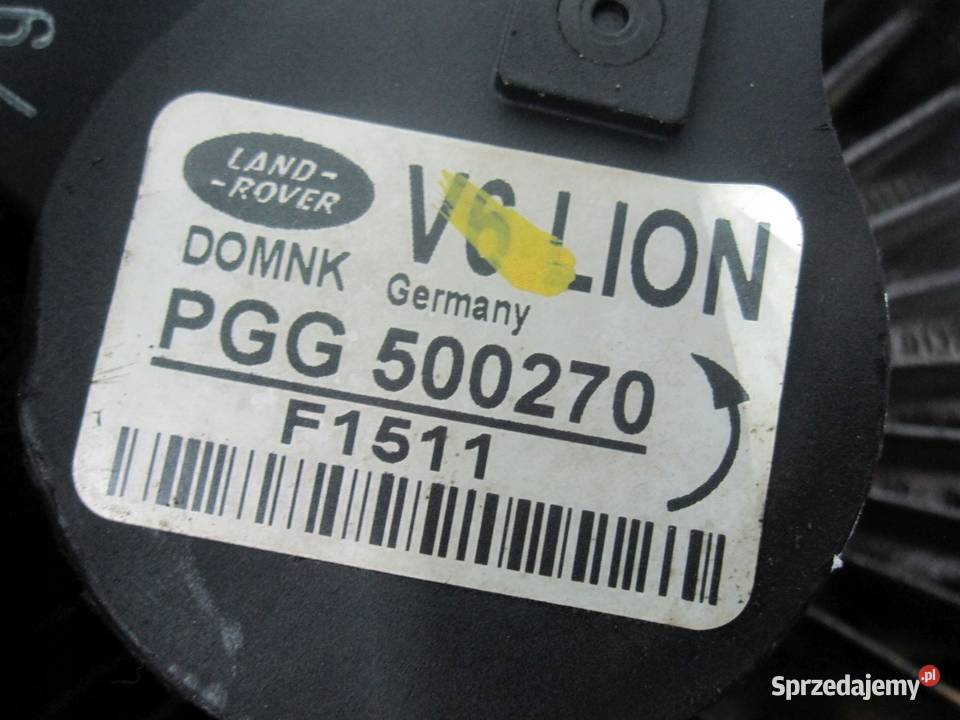 LAND-
-ROVER
V6 LION
DOMNK
Germany
PGG 500270
F1511
Sprzedajemy.pl